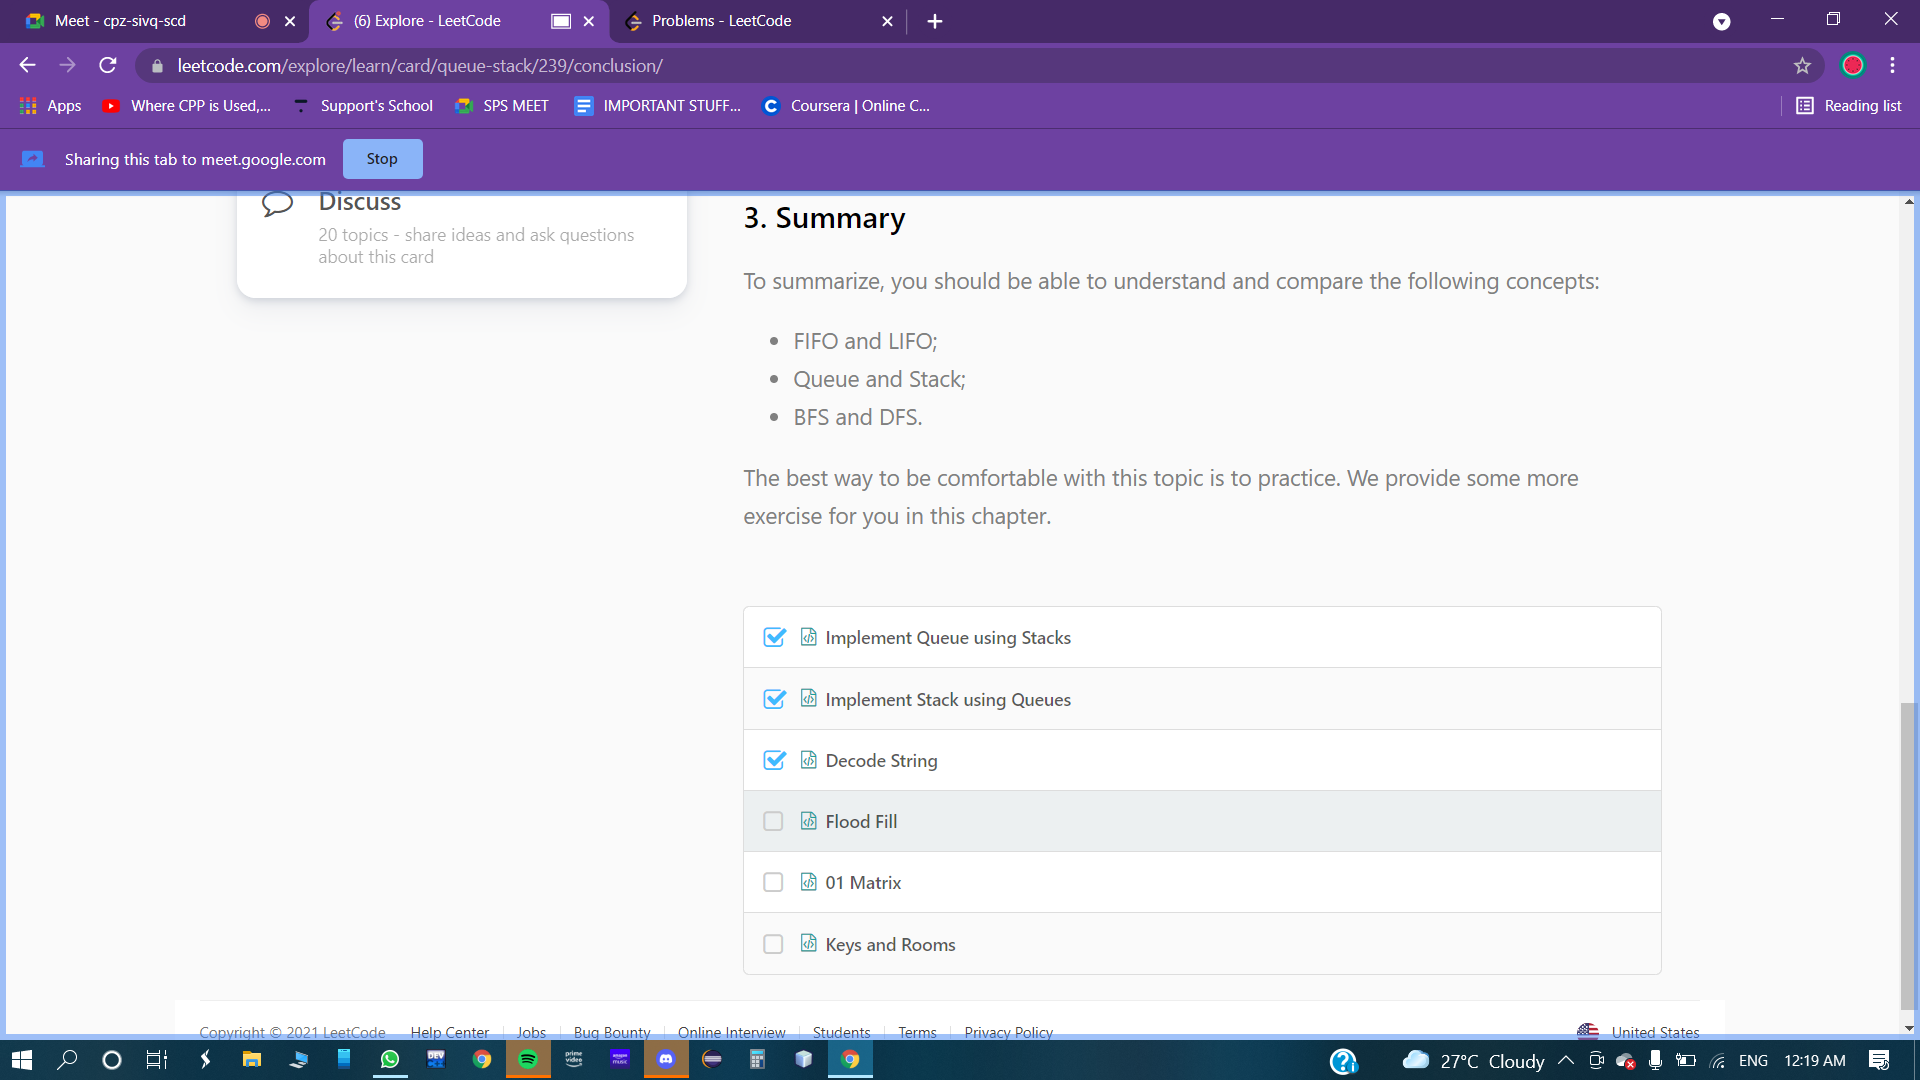 Meet - cpz-sivq-scd
(6) Explore - LeetCode
Problems - LeetCode
leetcode.com/explore/learn/card/queue-stack/239/conclusion/
Apps
Where CPP is Used,...
Support's School
SPS MEET
IMPORTANT STUFF...
Coursera | Online C...
Reading list
Sharing this tab to meet.google.com
Stop
Discuss
20 topics - share ideas and ask questions
about this card
3. Summary
To summarize, you should be able to understand and compare the following concepts:
• FIFO and LIFO;
• Queue and Stack;
• BFS and DFS.
The best way to be comfortable with this topic is to practice. We provide some more
exercise for you in this chapter.
Implement Queue using Stacks
Implement Stack using Queues
Decode String
Flood Fill
01 Matrix
Keys and Rooms
Copyright © 2021 LeetCode Help Center | Jobs | Bug Bounty | Online Interview | Students | Terms | Privacy Policy
United States
DEV
prime video
amazon music
27°C Cloudy
ENG
12:19 AM